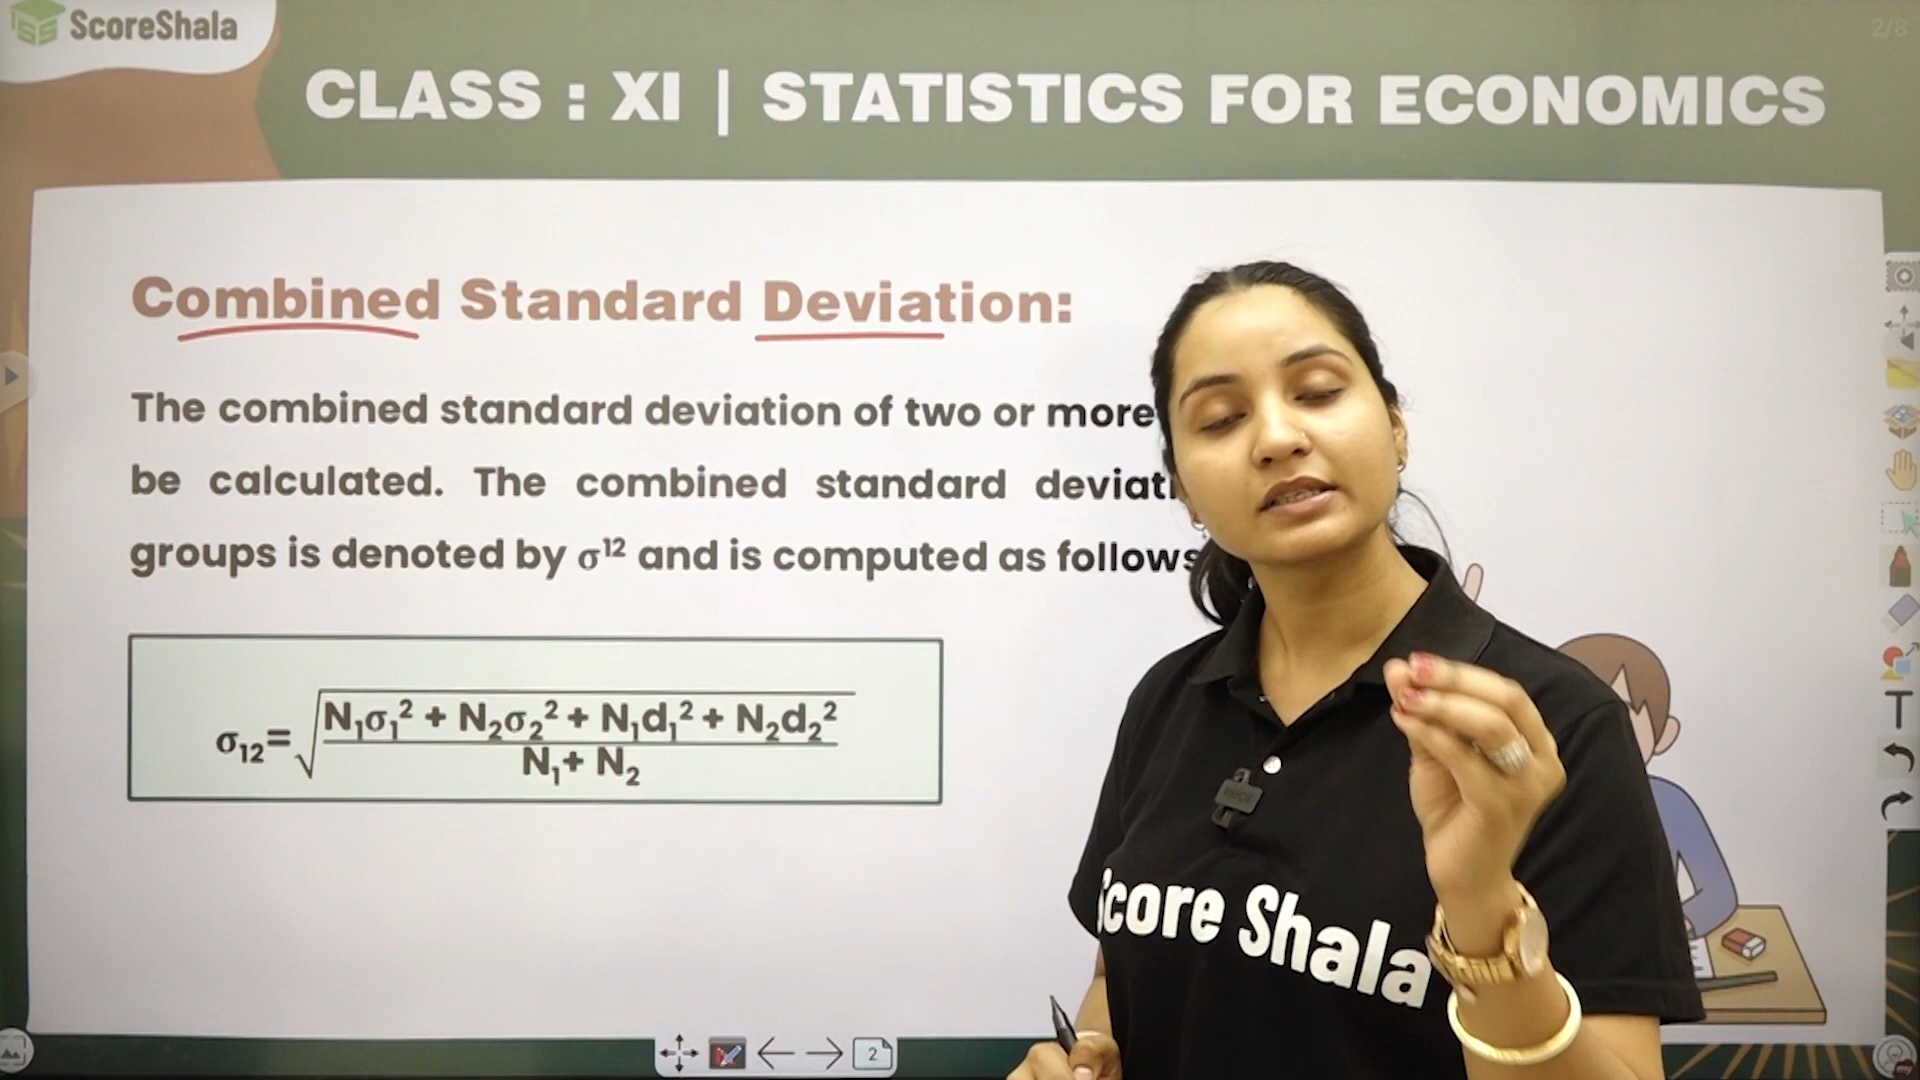 ScoreShala
2/8
CLASS : XI | STATISTICS FOR ECONOMICS
Combined Standard Deviation:
The combined standard deviation of two or more
be calculated. The combined standard
groups is denoted by σ¹² and is computed as follows
σ₁₂= √ N₁σ₁² + N₂σ₂² + N₁d₁² + N₂d₂²
N₁+ N₂
Score Shala
2